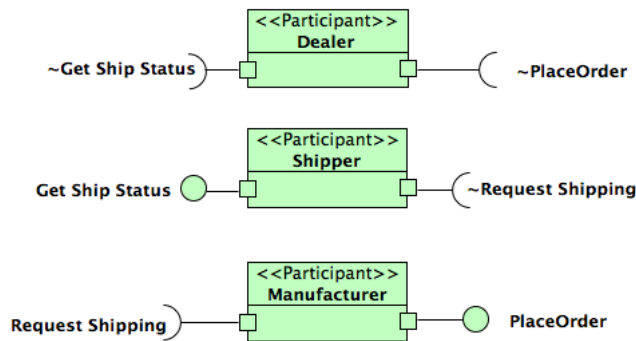 <<Participant>>
Dealer
~Get Ship Status
~PlaceOrder
<<Participant>>
Shipper
Get Ship Status
~Request Shipping
<<Participant>>
Manufacturer
Request Shipping
PlaceOrder